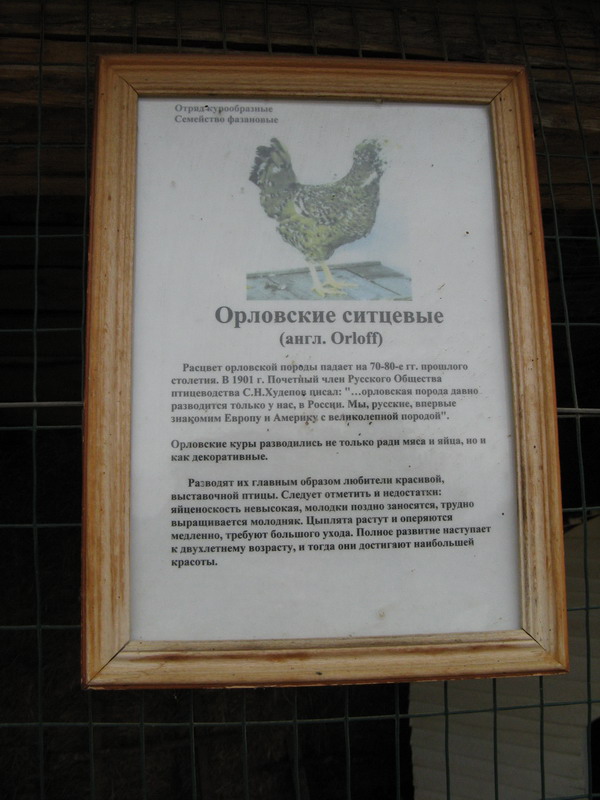 Отряд курообразные
Семейство фазановые
Орловские ситцевые
(англ. Orloff)
Расцвет орловской породы падает на 70-80-е гг. прошлого
столетия. В 1901 г. Почетный член Русского Общества
птицеводства С.Н.Худепов писал: "…орловская порода давно
разводится только у нас, в России. Мы, русские, впервые
знакомим Европу и Америку с великолепной породой".
Орловские куры разводились не только ради мяса и яйца, но и
как декоративные.
Разводят их главным образом любители красивой,
выставочной птицы. Следует отметить и недостатки:
яйценоскость невысокая, молодки поздно заносятся, трудно
выращивается молодняк. Цыплята растут и оперяются
медленно, требуют большого ухода. Полное развитие наступает
к двухлетнему возрасту, и тогда они достигают наибольшей
красоты.